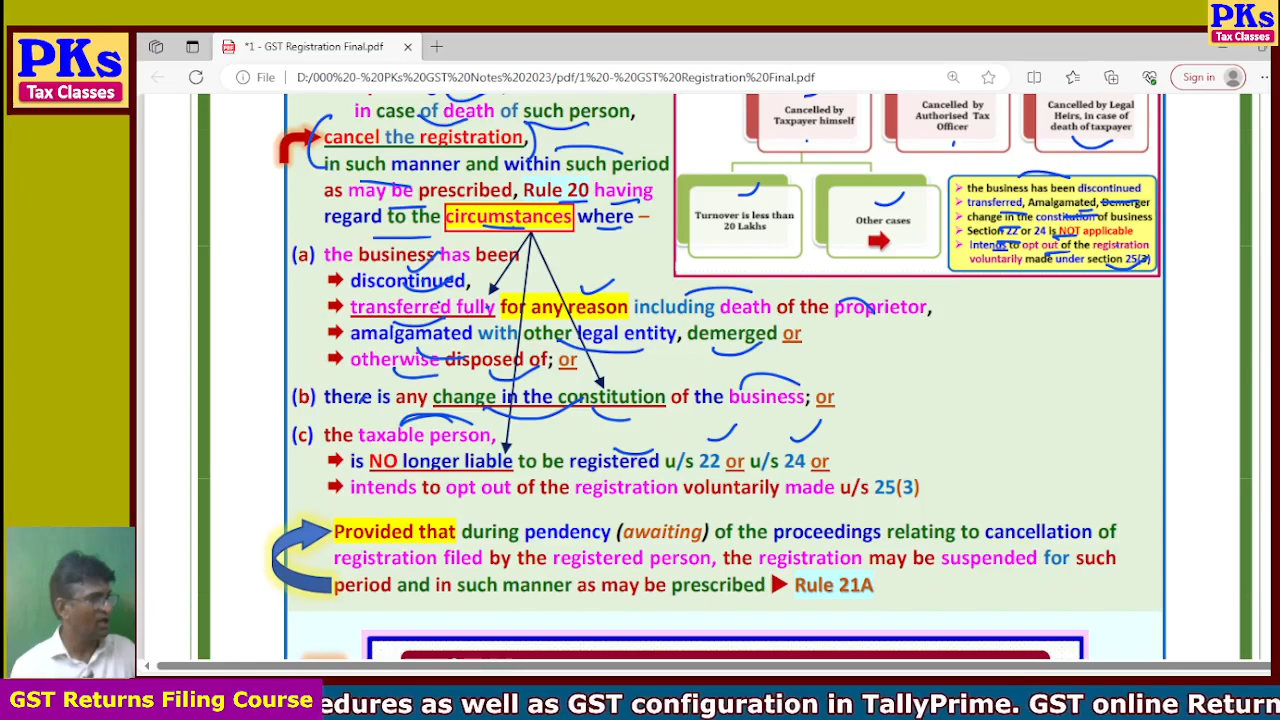 PKs
Tax Classes
PKs
Tax Classes
*1 - GST Registration Final.pdf
File
D:/000%20-%20PKs%20GST%20Notes%202023/pdf/1%20-%20GST%20Registration%20Final.pdf
Sign in
in case of death of such person,
cancel the registration,
in such manner and within such period
as may be prescribed, Rule 20 having
regard to the circumstances where –
(a) the business has been
discontinued,
transferred fully for any reason including death of the proprietor,
amalgamated with other legal entity, demerged or
otherwise disposed of; or
(b) there is any change in the constitution of the business; or
(c) the taxable person,
is NO longer liable to be registered u/s 22 or u/s 24 or
intends to opt out of the registration voluntarily made u/s 25(3)
Provided that during pendency (awaiting) of the proceedings relating to cancellation of
registration filed by the registered person, the registration may be suspended for such
period and in such manner as may be prescribed ► Rule 21A
Cancelled by
Taxpayer himself
Cancelled by
Authorised Tax
Officer
Cancelled by Legal
Heirs, in case of
death of taxpayer
Turnover is less than
20 Lakhs
Other cases
the business has been discontinued
transferred, Amalgamated, Demerger
change in the constitution of business
Section 22 or 24 is NOT applicable
Intends to opt out of the registration
voluntarily made under section 25(3)
GST Returns Filing Course
edures as well as GST configuration in TallyPrime. GST online Return